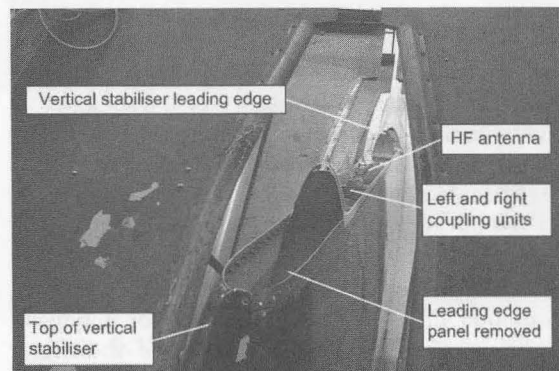 Vertical stabiliser leading edge
HF antenna
Left and right
coupling units
Leading edge
panel removed
Top of vertical
stabiliser